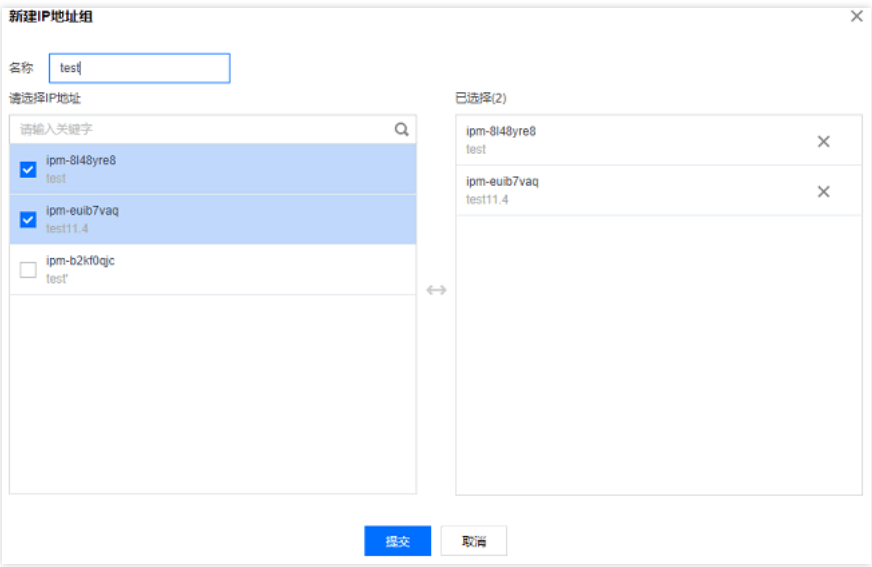 新建IP地址组
名称 test
请选择IP地址
请输入关键字
ipm-8l48yre8
test
ipm-euib7vaq
test11.4
ipm-b2kf0qjc
test'
已选择(2)
ipm-8l48yre8
test
ipm-euib7vaq
test11.4
提交 取消